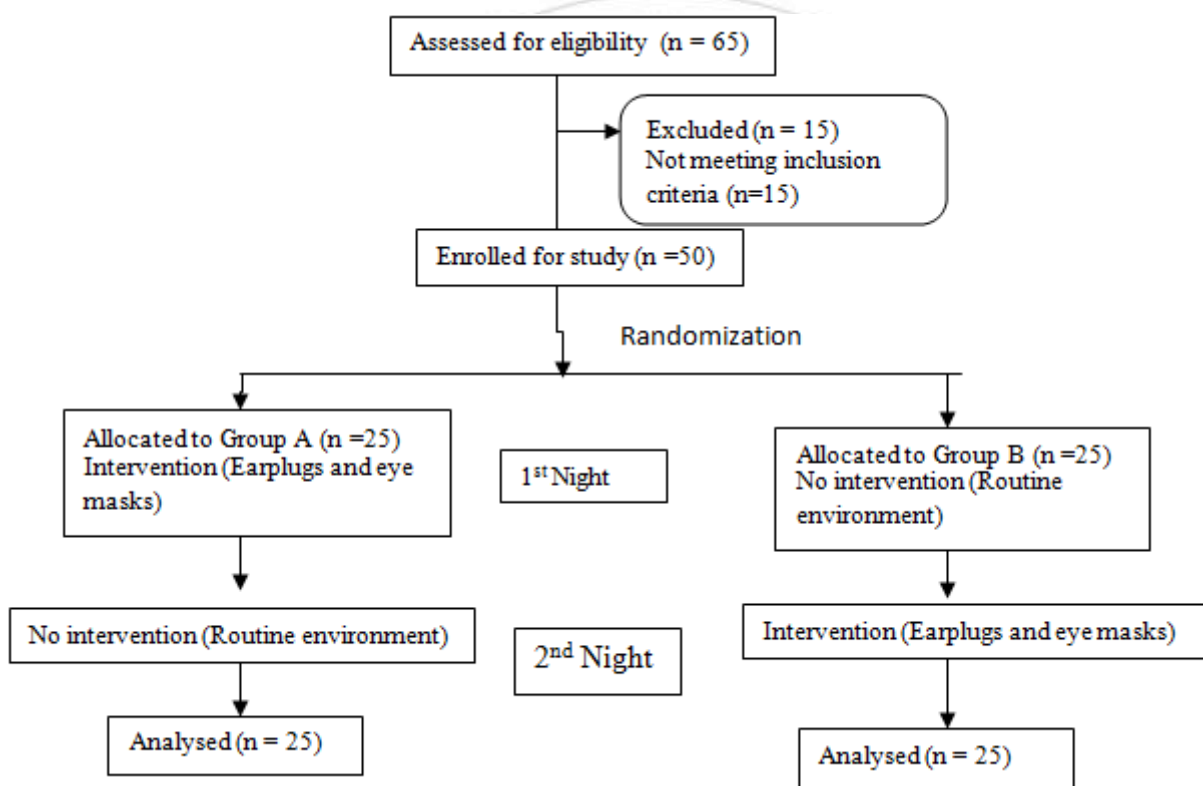 Assessed for eligibility (n = 65)
Excluded (n = 15)
Not meeting inclusion
criteria (n=15)
Enrolled for study (n =50)
Randomization
Allocated to Group A (n =25)
Intervention (Earplugs and eye
masks)
1st Night
Allocated to Group B (n =25)
No intervention (Routine
environment)
No intervention (Routine environment)
2nd Night
Intervention (Earplugs and eye masks)
Analysed (n = 25)
Analysed (n = 25)